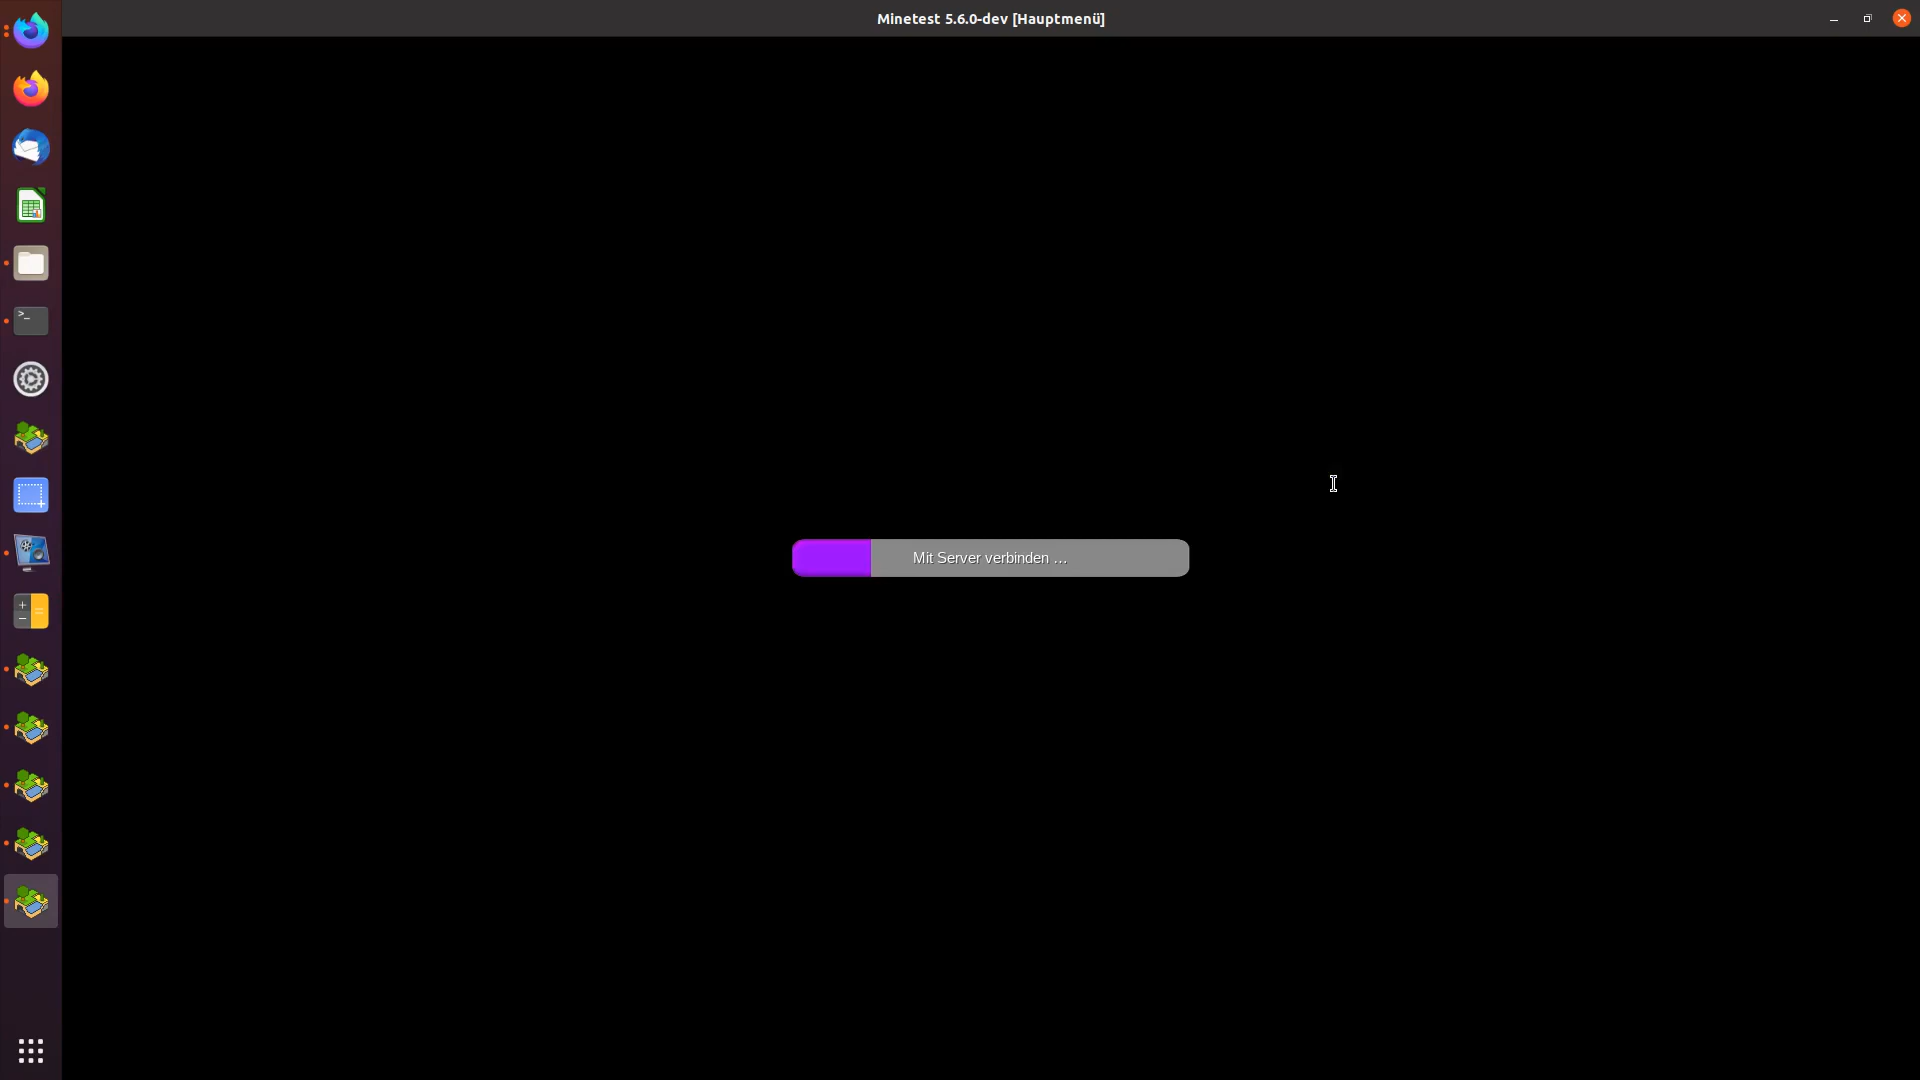 Minetest 5.6.0-dev [Hauptmenü]
Mit Server verbinden …